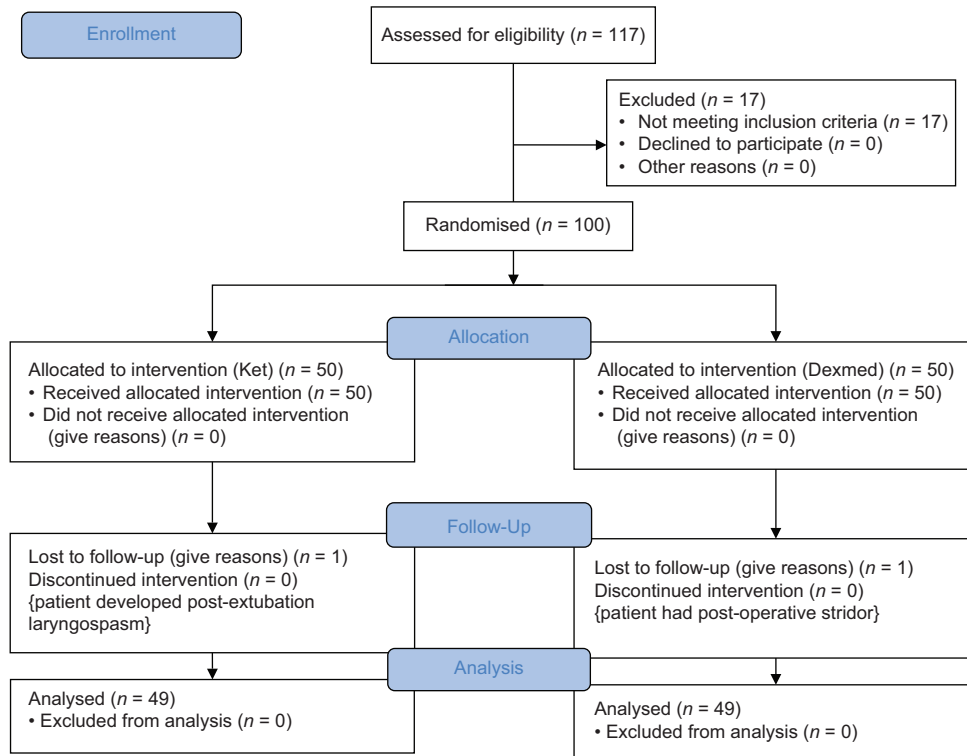 Enrollment
Assessed for eligibility (n = 117)
Excluded (n = 17)
• Not meeting inclusion criteria (n = 17)
• Declined to participate (n = 0)
• Other reasons (n = 0)
Randomised (n = 100)
Allocation
Allocated to intervention (Ket) (n = 50)
• Received allocated intervention (n = 50)
• Did not receive allocated intervention
(give reasons) (n = 0)
Allocated to intervention (Dexmed) (n = 50)
• Received allocated intervention (n = 50)
• Did not receive allocated intervention
(give reasons) (n = 0)
Follow-Up
Lost to follow-up (give reasons) (n = 1)
Discontinued intervention (n = 0)
{patient developed post-extubation
laryngospasm}
Lost to follow-up (give reasons) (n = 1)
Discontinued intervention (n = 0)
{patient had post-operative stridor}
Analysis
Analysed (n = 49)
• Excluded from analysis (n = 0)
Analysed (n = 49)
• Excluded from analysis (n = 0)